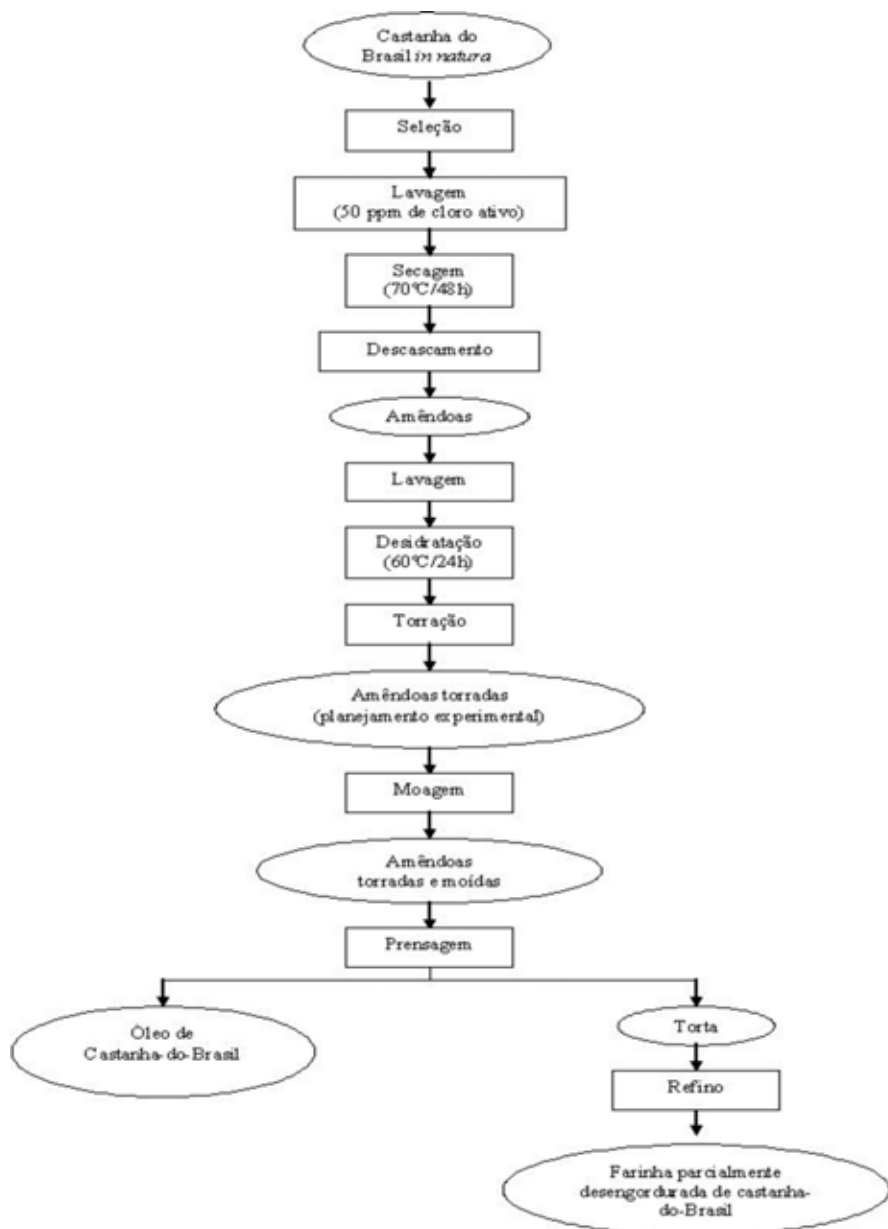 Castanha do
Brasil in natura
Seleção
Lavagem
(50 ppm de cloro ativo)
Secagem
(70ºC/48h)
Descascamento
Amêndoas
Lavagem
Desidratação
(60ºC/24h)
Torração
Amêndoas torradas
(planejamento experimental)
Moagem
Amêndoas
torradas e moídas
Prensagem
Óleo de
Castanha-do-Brasil
Torta
Refino
Farinha parcialmente
desengordurada de castanha-
do-Brasil